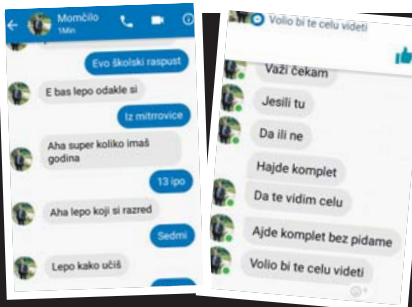 Momčilo
1Min
Evo školski raspust
E bas lepo odakle si
Iz mitrrovice
Aha super koliko imaš
godina
13 ipo
Aha lepo koji si razred
Sedmi
Lepo kako učiš
Volio bi te celu videti
Važi čekam
Jesili tu
Da ili ne
Hajde komplet
Da te vidim celu
Ajde komplet bez pidame
Volio bi te celu videti